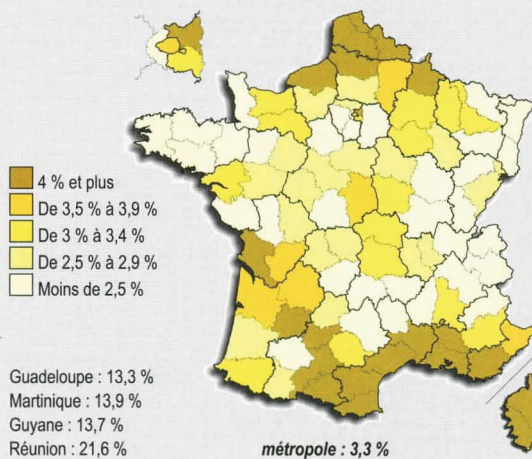 4 % et plus
De 3,5 % à 3,9 %
De 3 % à 3,4 %
De 2,5 % à 2,9 %
Moins de 2,5 %
Guadeloupe : 13,3 %
Martinique : 13,9 %
Guyane : 13,7 %
Réunion : 21,6 %
métropole : 3,3 %